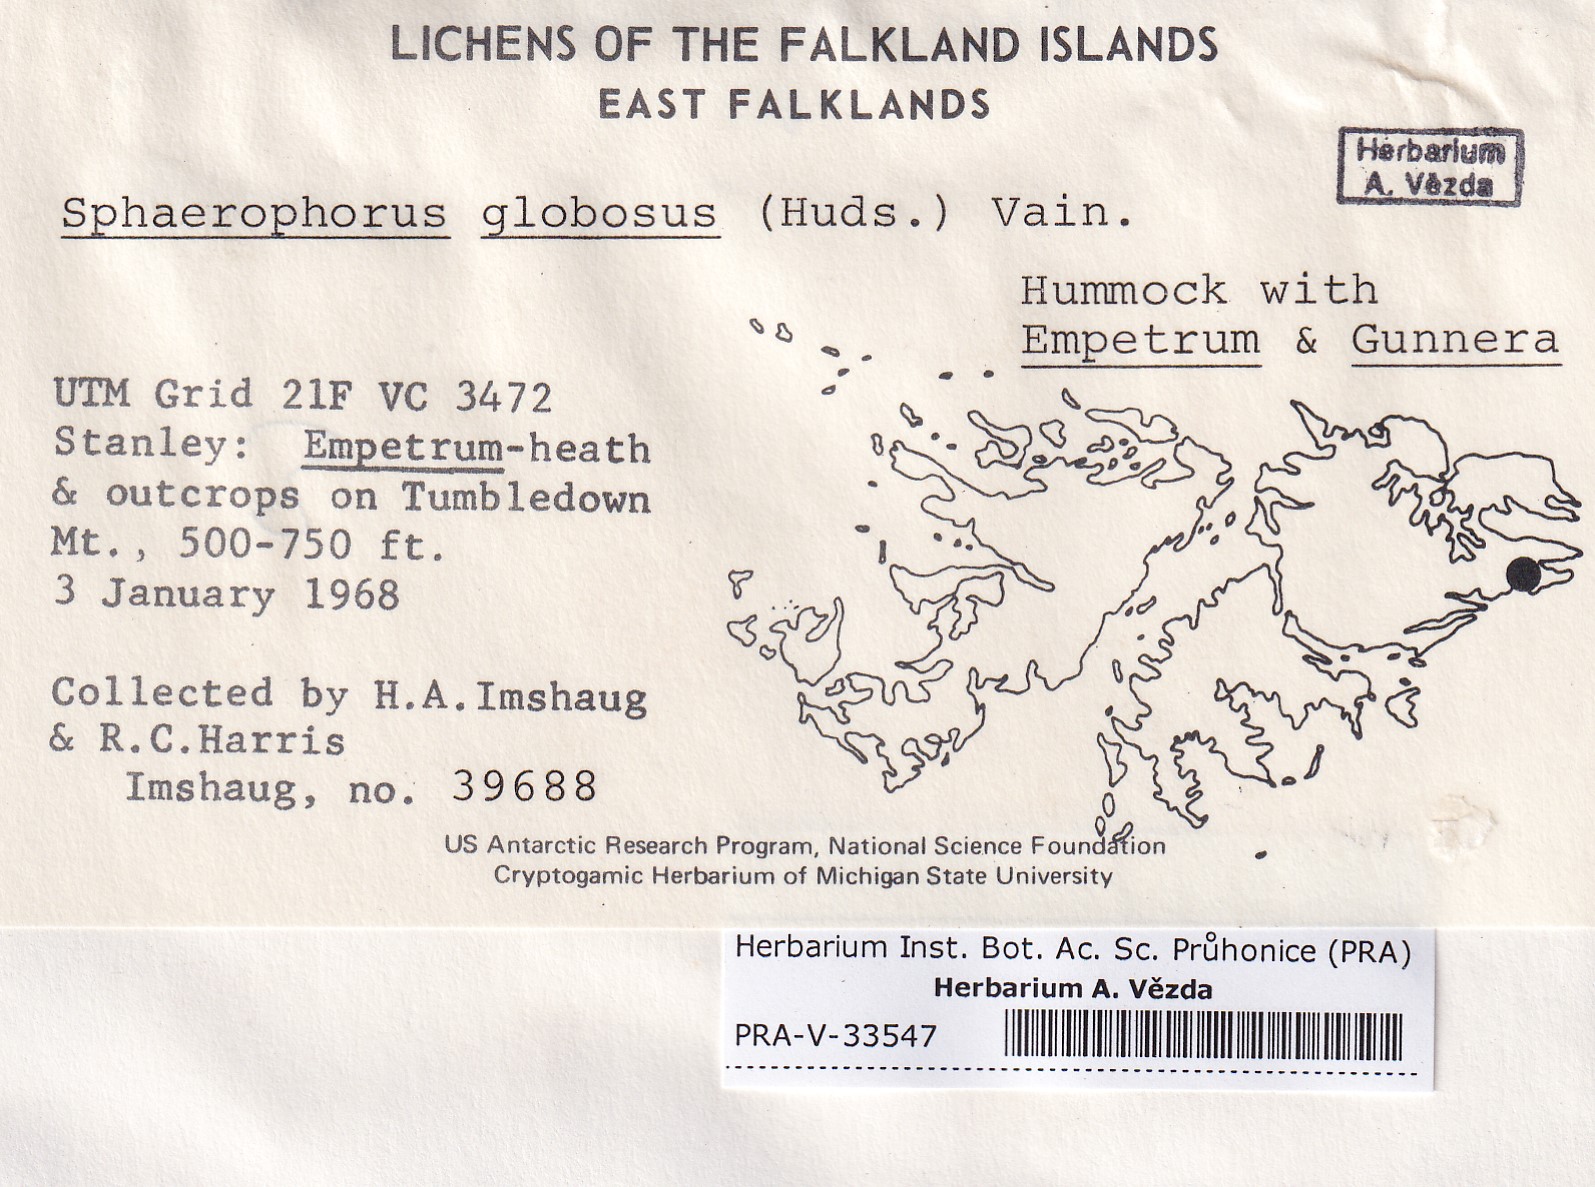 LICHENS OF THE FALKLAND ISLANDS
EAST FALKLANDS
Herbarium
A. Vězda
Sphaerophorus globosus (Huds.) Vain.
Hummock with
Empetrum & Gunnera
UTM Grid 21F VC 3472
Stanley: Empetrum-heath
& outcrops on Tumbledown
Mt., 500-750 ft.
3 January 1968
Collected by H.A.Imshaug
& R.C.Harris
Imshaug, no. 39688
US Antarctic Research Program, National Science Foundation
Cryptogamic Herbarium of Michigan State University
Herbarium Inst. Bot. Ac. Sc. Průhonice (PRA)
Herbarium A. Vězda
PRA-V-33547